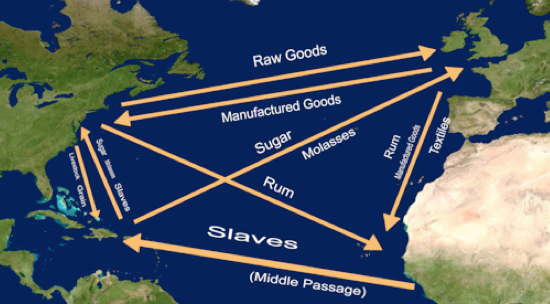 Raw Goods
Manufactured Goods
Sugar
Molasses
Rum
Manufactured Goods
Textiles
Sugar
Molasses
Slaves
Livestock
Grain
Rum
Slaves
(Middle Passage)